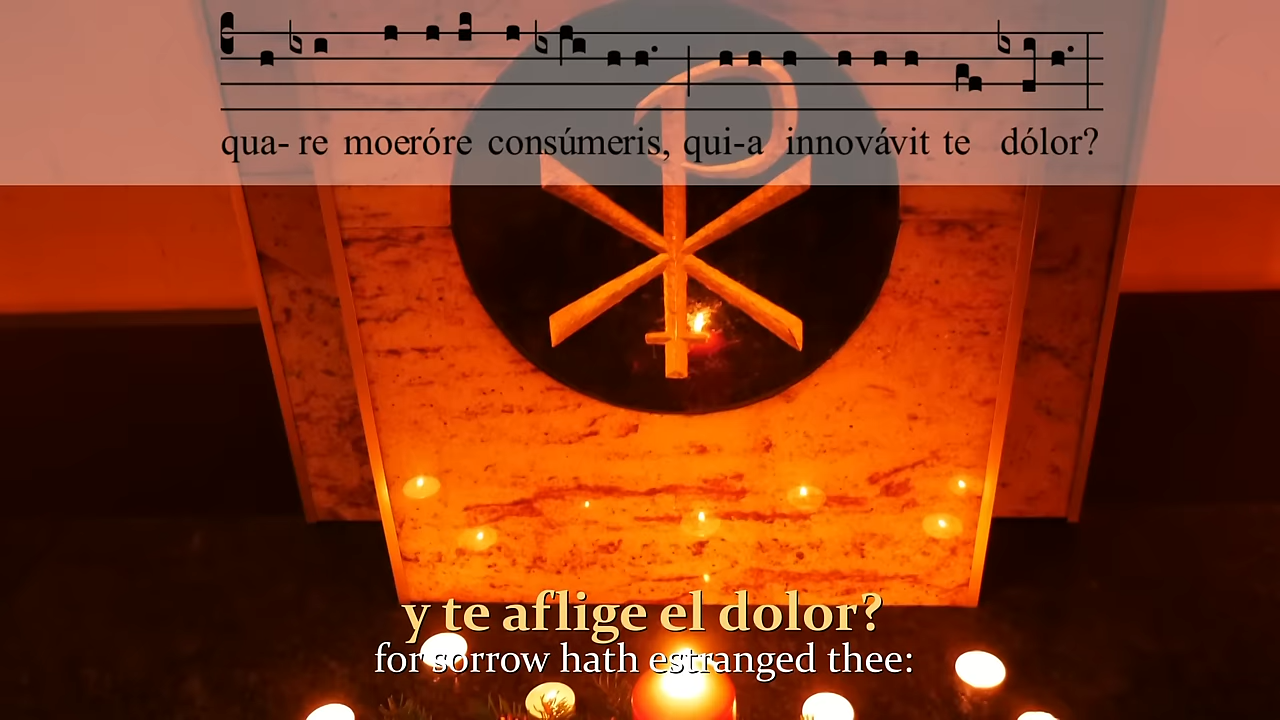 qua- re moeróre consúmeris, qui-a innovávit te dólor?
y te aflige el dolor?
for sorrow hath estranged thee: